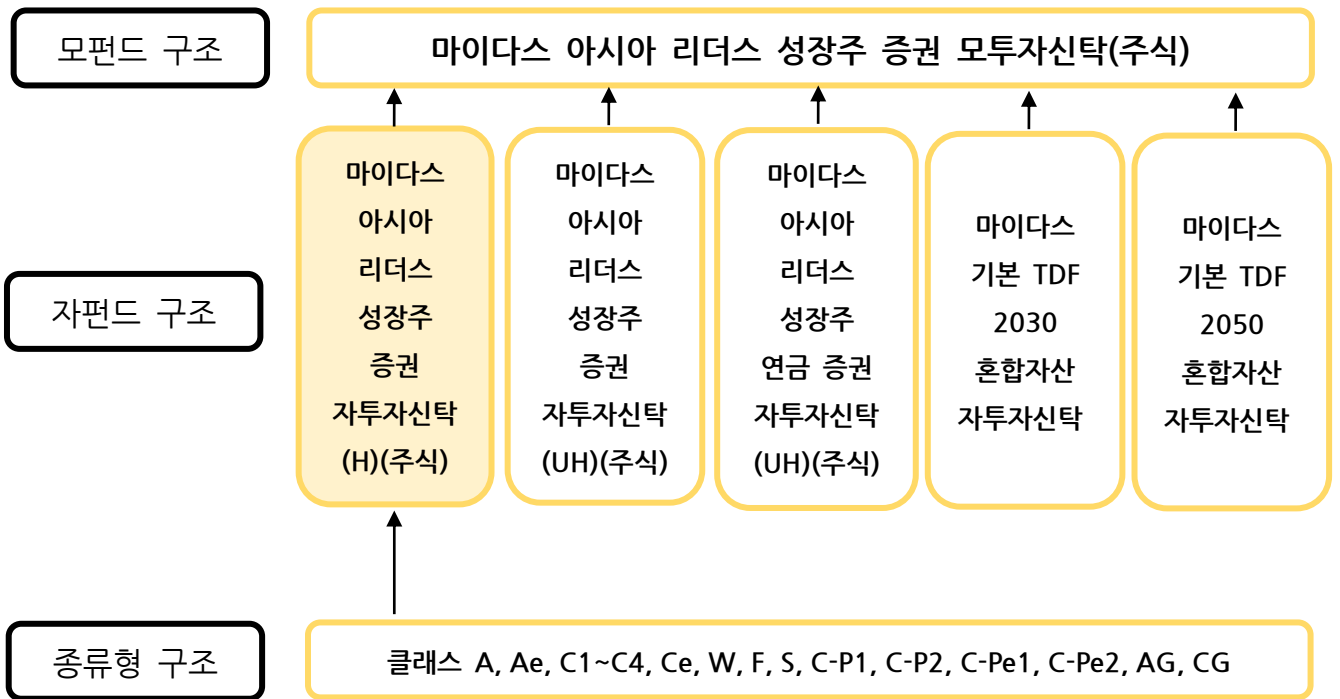 모펀드 구조
마이다스 아시아 리더스 성장주 증권 모투자신탁(주식)
자펀드 구조
마이다스
아시아
리더스
성장주
증권
자투자신탁
(H)(주식)
마이다스
아시아
리더스
성장주
증권
자투자신탁
(UH)(주식)
마이다스
아시아
리더스
성장주
연금 증권
자투자신탁
(UH)(주식)
마이다스
기본 TDF
2030
혼합자산
자투자신탁
마이다스
기본 TDF
2050
혼합자산
자투자신탁
종류형 구조
클래스 A, Ae, C1~C4, Ce, W, F, S, C-P1, C-P2, C-Pe1, C-Pe2, AG, CG